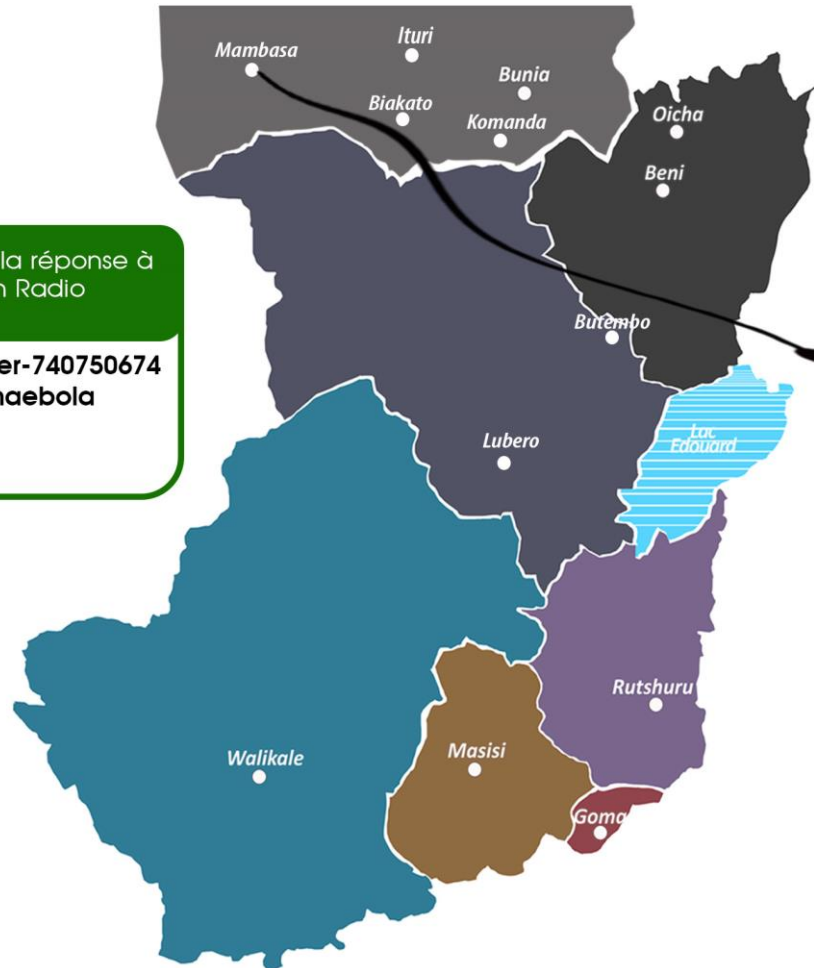 Ituri
Mambasa
Bunia
Biakato
Komanda
Oicha
Beni
la réponse à
Radio
er-740750674
Butembo
Lac
Edouard
Lubero
Rutshuru
Masisi
Walikale
Goma